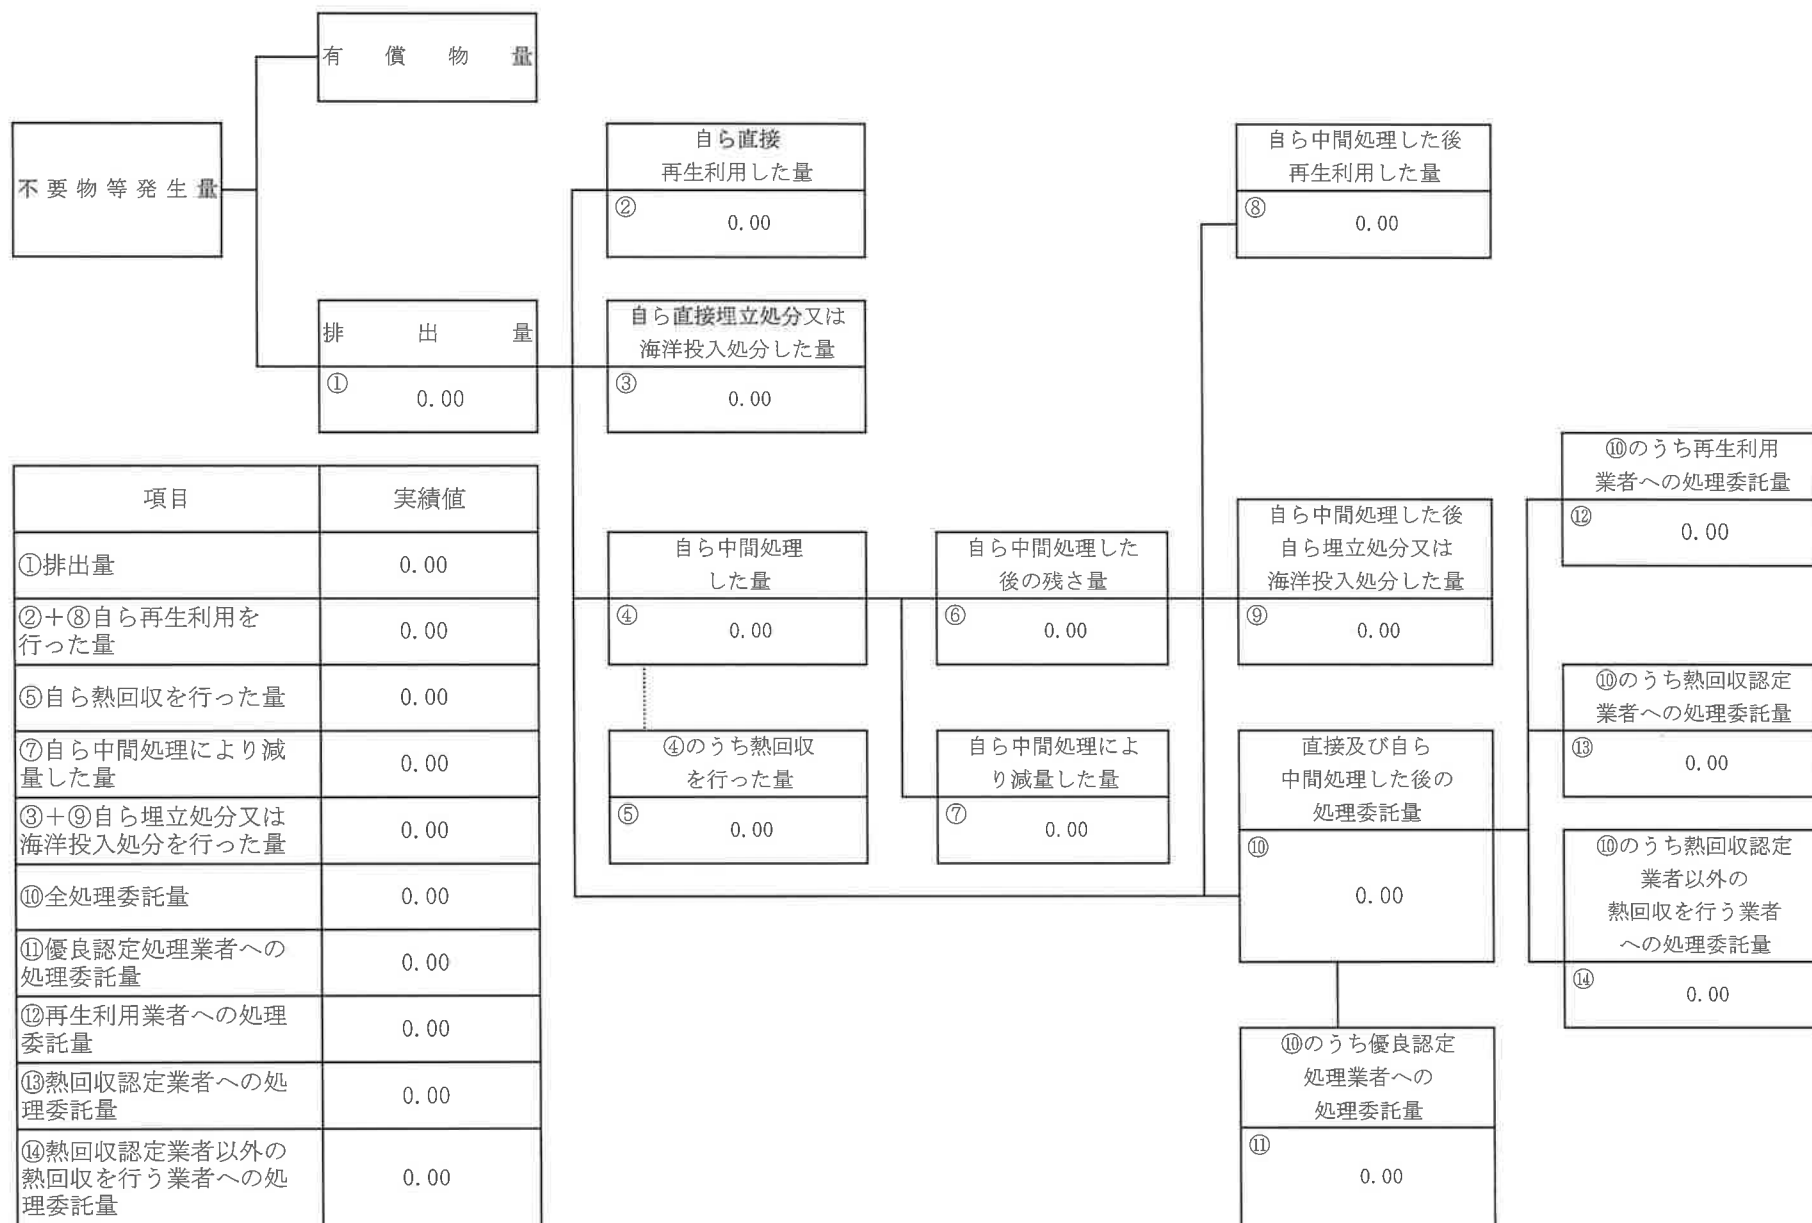 有償物量
不要物等発生量
自ら直接
再生利用した量
②
0.00
自ら中間処理した後
再生利用した量
⑧
0.00
排出量
①
0.00
自ら直接埋立処分又は
海洋投入処分した量
③
0.00
項目 実績値
①排出量 0.00
②＋⑧自ら再生利用を
行った量
0.00
⑤自ら熱回収を行った量 0.00
⑦自ら中間処理により減
量した量
0.00
③＋⑨自ら埋立処分又は
海洋投入処分を行った量
0.00
⑩全処理委託量 0.00
⑪優良認定処理業者への
処理委託量
0.00
⑫再生利用業者への処理
委託量
0.00
⑬熱回収認定業者への処
理委託量
0.00
⑭熱回収認定業者以外の
熱回収を行う業者への処
理委託量
0.00
自ら中間処理
した量
④
0.00
④のうち熱回収
を行った量
⑤
0.00
自ら中間処理した
後の残さ量
⑥
0.00
自ら中間処理によ
り減量した量
⑦
0.00
自ら中間処理した後
自ら埋立処分又は
海洋投入処分した量
⑨
0.00
直接及び自ら
中間処理した後の
処理委託量
⑩
0.00
⑩のうち優良認定
処理業者への
処理委託量
⑪
0.00
⑩のうち再生利用
業者への処理委託量
⑫
0.00
⑩のうち熱回収認定
業者への処理委託量
⑬
0.00
⑩のうち熱回収認定
業者以外の
熱回収を行う業者
への処理委託量
⑭
0.00